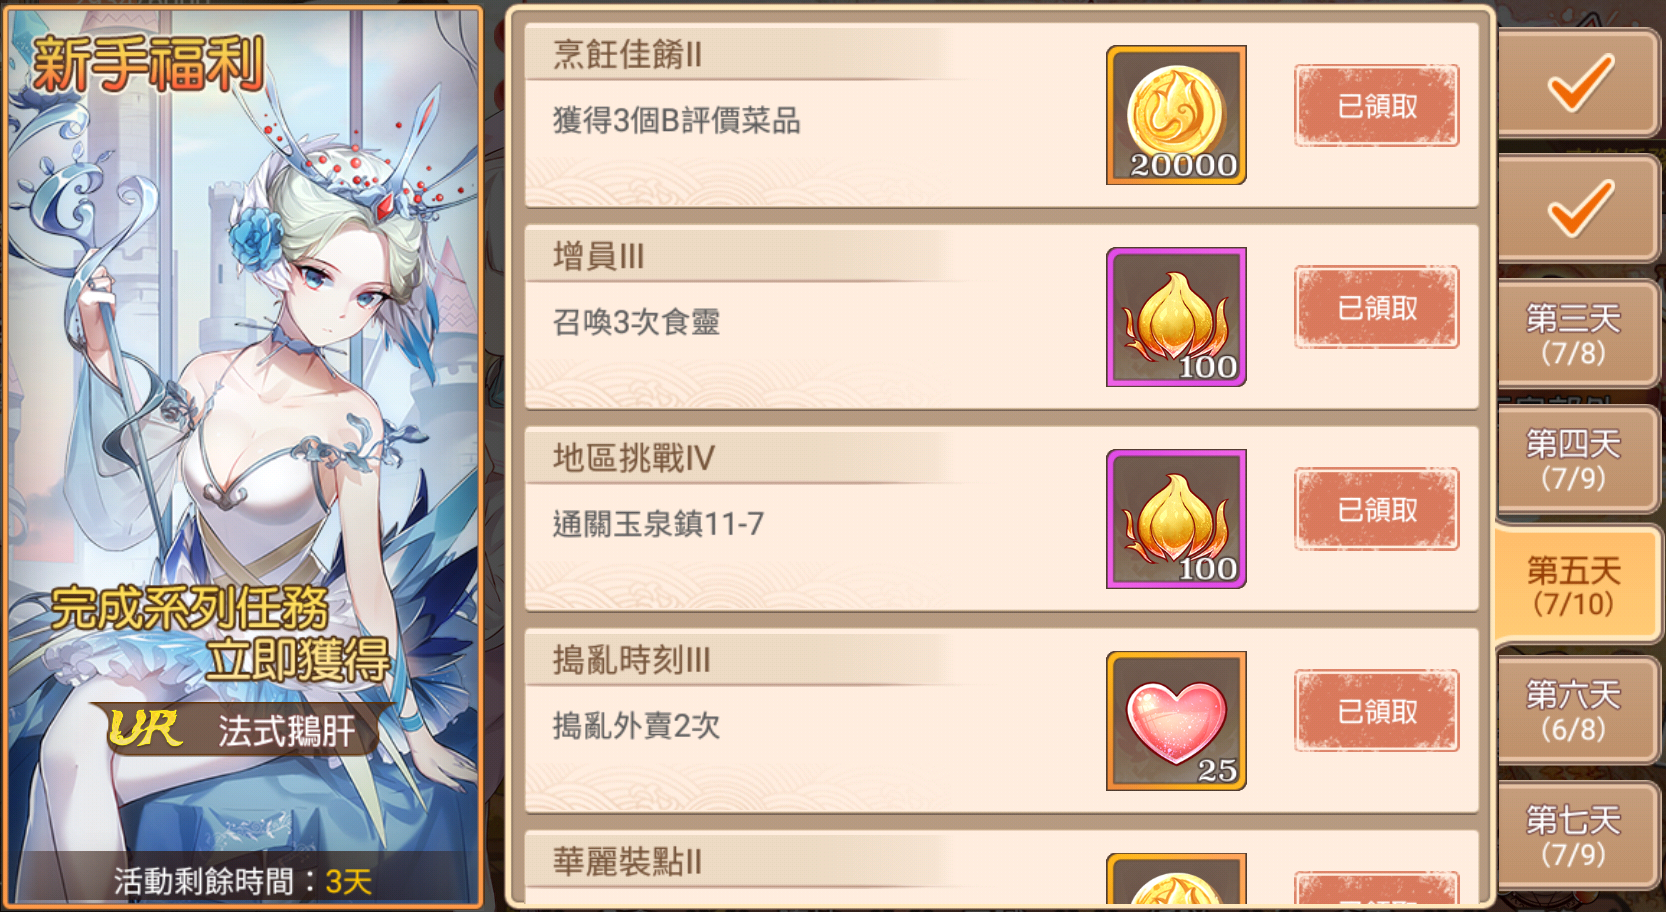 新手福利
完成系列任務
立即獲得
UR 法式鵝肝
活動剩餘時間：3天
烹飪佳餚II
獲得3個B評價菜品
20000
已領取
增員III
召喚3次食靈
100
已領取
地區挑戰IV
通關玉泉鎮11-7
100
已領取
搗亂時刻III
搗亂外賣2次
25
已領取
華麗裝點II
第三天
(7/8)
第四天
(7/9)
第五天
(7/10)
第六天
(6/8)
第七天
(7/9)